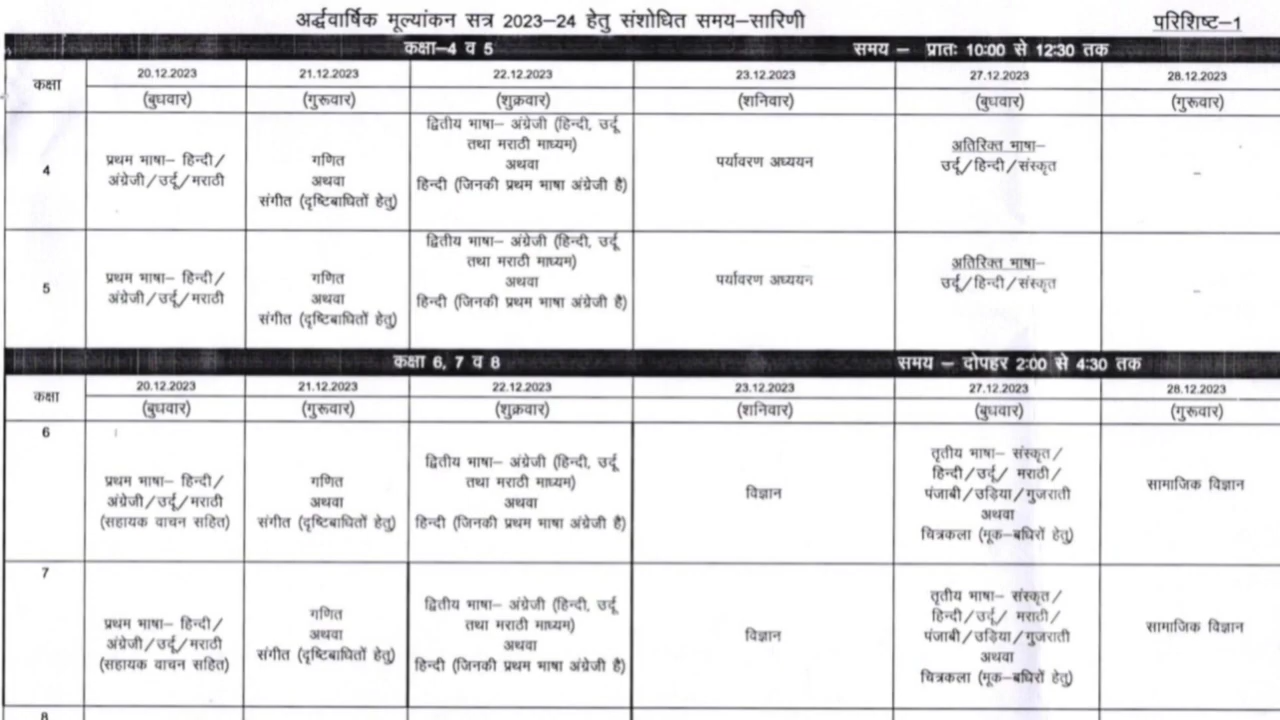 अर्द्धवार्षिक मूल्यांकन सत्र 2023–24 हेतु संशोधित समय–सारिणी परिशिष्ट–1
कक्षा–4 व 5 समय – प्रातः 10:00 से 12:30 तक
कक्षा 20.12.2023 21.12.2023 22.12.2023 23.12.2023 27.12.2023 28.12.2023
(बुधवार) (गुरूवार) (शुक्रवार) (शनिवार) (बुधवार) (गुरूवार)
4
प्रथम भाषा– हिन्दी/
अंग्रेजी/उर्दू/मराठी
गणित
अथवा
संगीत (दृष्टिबाधितों हेतु)
द्वितीय भाषा– अंग्रेजी (हिन्दी, उर्दू
तथा मराठी माध्यम)
अथवा
हिन्दी (जिनकी प्रथम भाषा अंग्रेजी है)
पर्यावरण अध्ययन
अतिरिक्त भाषा–
उर्दू/हिन्दी/संस्कृत
–
5
प्रथम भाषा– हिन्दी/
अंग्रेजी/उर्दू/मराठी
गणित
अथवा
संगीत (दृष्टिबाधितों हेतु)
द्वितीय भाषा– अंग्रेजी (हिन्दी, उर्दू
तथा मराठी माध्यम)
अथवा
हिन्दी (जिनकी प्रथम भाषा अंग्रेजी है)
पर्यावरण अध्ययन
अतिरिक्त भाषा–
उर्दू/हिन्दी/संस्कृत
–
कक्षा 6, 7 व 8 समय – दोपहर 2:00 से 4:30 तक
कक्षा 20.12.2023 21.12.2023 22.12.2023 23.12.2023 27.12.2023 28.12.2023
(बुधवार) (गुरूवार) (शुक्रवार) (शनिवार) (बुधवार) (गुरूवार)
6
प्रथम भाषा– हिन्दी/
अंग्रेजी/उर्दू/मराठी
(सहायक वाचन सहित)
गणित
अथवा
संगीत (दृष्टिबाधितों हेतु)
द्वितीय भाषा– अंग्रेजी (हिन्दी, उर्दू
तथा मराठी माध्यम)
अथवा
हिन्दी (जिनकी प्रथम भाषा अंग्रेजी है)
विज्ञान
तृतीय भाषा– संस्कृत/
हिन्दी/उर्दू/ मराठी/
पंजाबी/उड़िया/गुजराती
अथवा
चित्रकला (मूक–बधिरों हेतु)
सामाजिक विज्ञान
7
प्रथम भाषा– हिन्दी/
अंग्रेजी/उर्दू/मराठी
(सहायक वाचन सहित)
गणित
अथवा
संगीत (दृष्टिबाधितों हेतु)
द्वितीय भाषा– अंग्रेजी (हिन्दी, उर्दू
तथा मराठी माध्यम)
अथवा
हिन्दी (जिनकी प्रथम भाषा अंग्रेजी है)
विज्ञान
तृतीय भाषा– संस्कृत/
हिन्दी/उर्दू/ मराठी/
पंजाबी/उड़िया/गुजराती
अथवा
चित्रकला (मूक–बधिरों हेतु)
सामाजिक विज्ञान
8